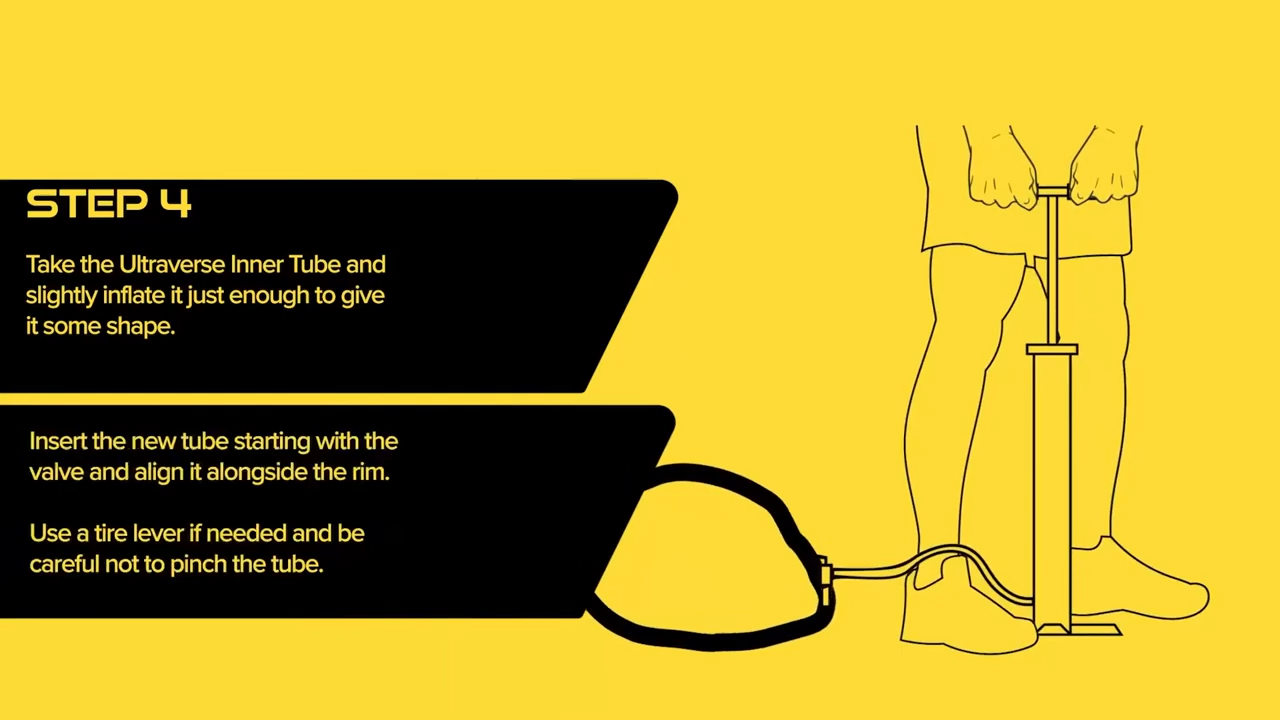 STEP 4
Take the Ultraverse Inner Tube and
slightly inflate it just enough to give
it some shape.
Insert the new tube starting with the
valve and align it alongside the rim.
Use a tire lever if needed and be
careful not to pinch the tube.